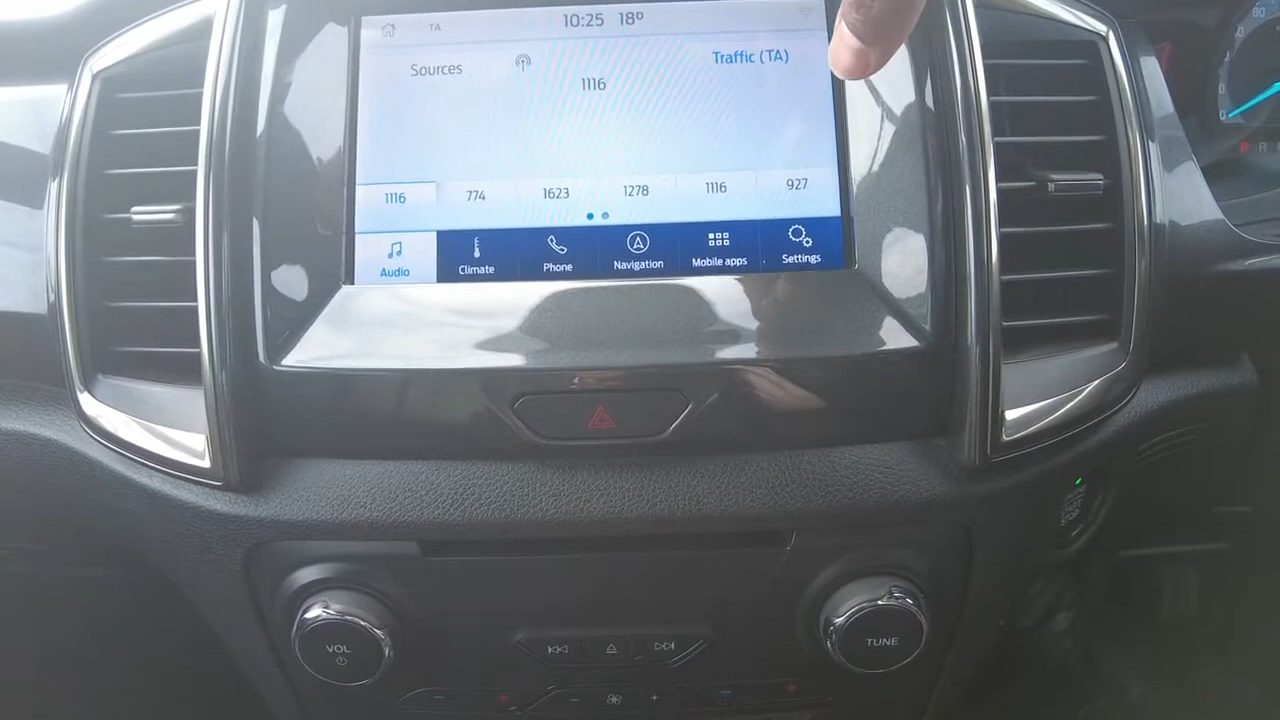 TA 10:25 18º
Sources Traffic (TA)
1116
1116 774 1623 1278 1116 927
Audio Climate Phone Navigation Mobile apps Settings
VOL TUNE